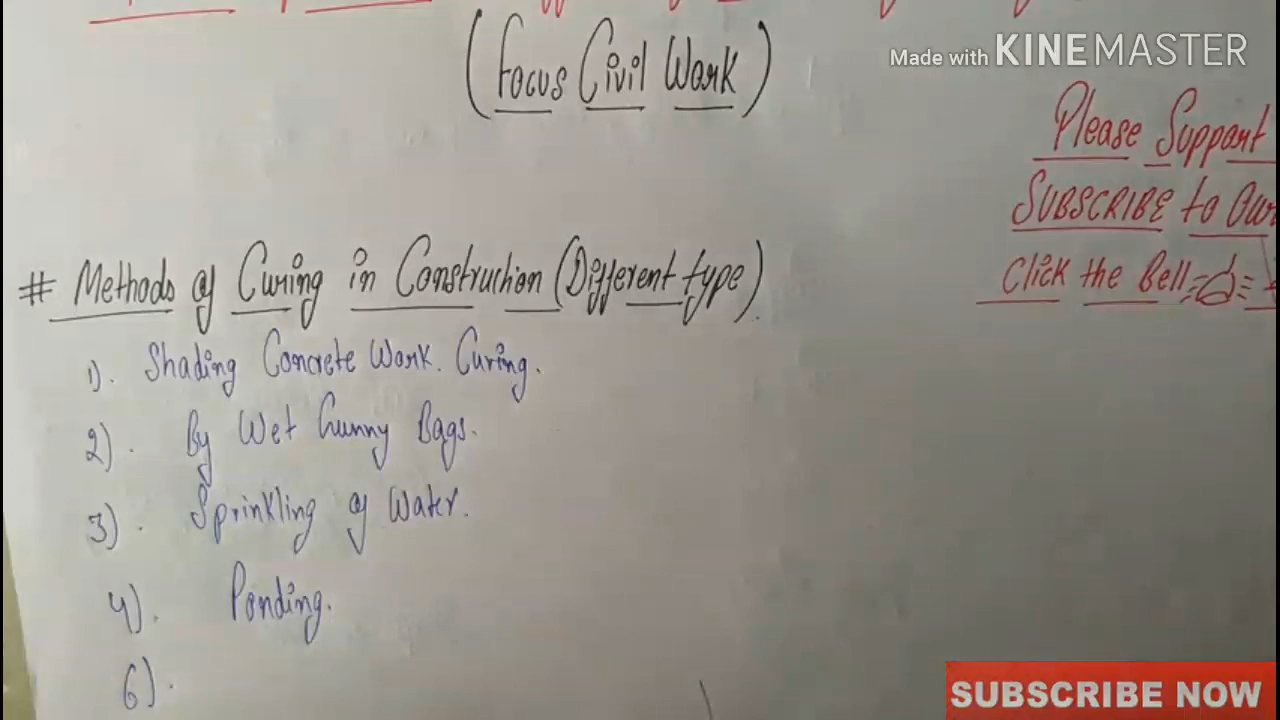 (Focus Civil Work)
Made with KINEMASTER
Please Support
SUBSCRIBE to Our
Click the Bell
# Methods of Curing in Construction (Different type).
1). Shading Concrete Work. Curing.
2). By Wet Gunny Bags.
3). Sprinkling of Water.
4). Ponding.
6).
SUBSCRIBE NOW